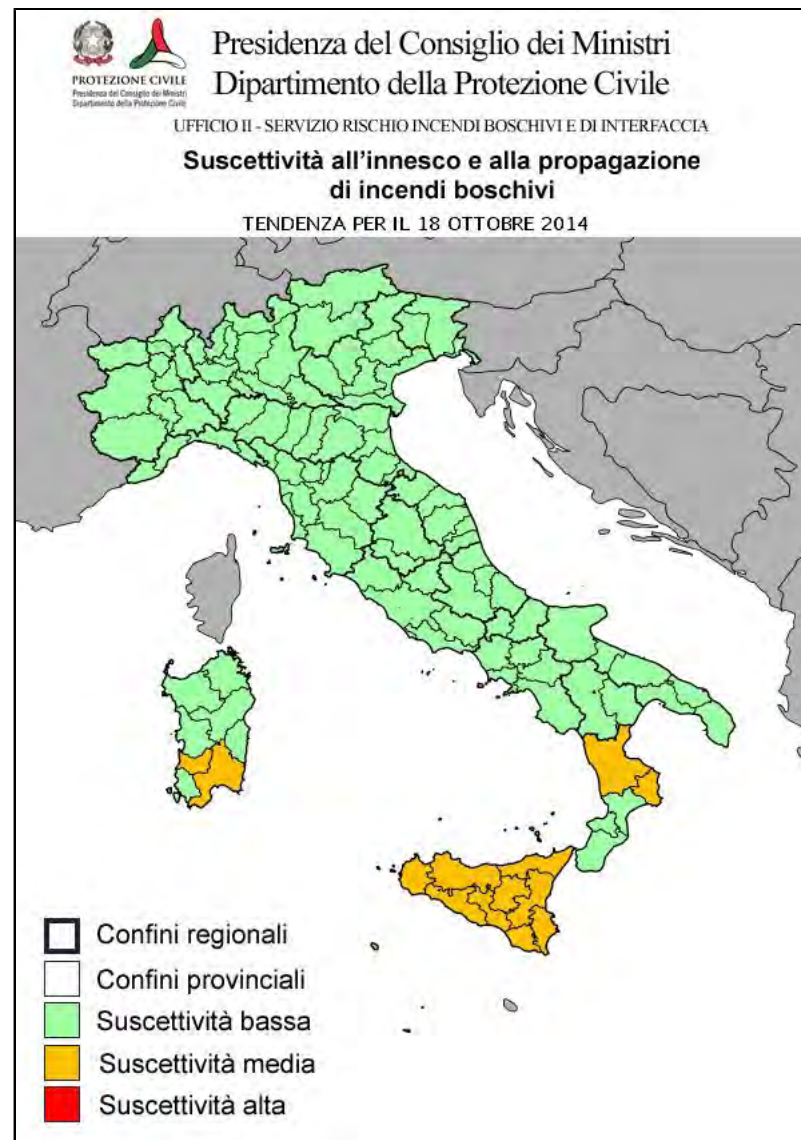 PROTEZIONE CIVILE
Presidenza del Consiglio dei Ministri
Dipartimento della Protezione Civile
Presidenza del Consiglio dei Ministri
Dipartimento della Protezione Civile
UFFICIO II - SERVIZIO RISCHIO INCENDI BOSCHIVI E DI INTERFACCIA
Suscettività all'innesco e alla propagazione
di incendi boschivi
TENDENZA PER IL 18 OTTOBRE 2014
Confini regionali
Confini provinciali
Suscettività bassa
Suscettività media
Suscettività alta